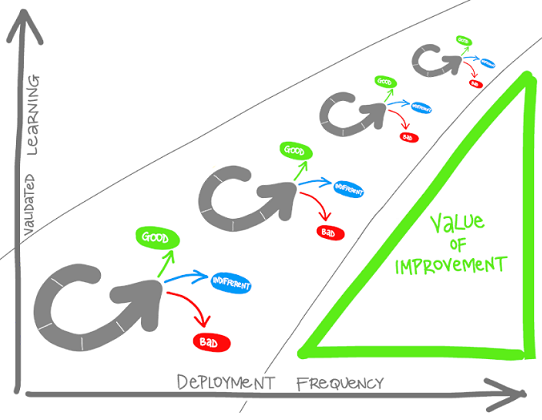 VALIDATED LEARNING
GOOD
INDIFFERENT
BAD
GOOD
INDIFFERENT
BAD
GOOD
INDIFFERENT
BAD
GOOD
INDIFFERENT
BAD
VALUE
OF
IMPROVEMENT
DEPLOYMENT FREQUENCY